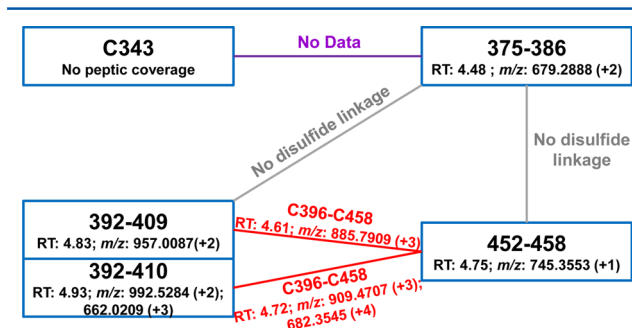 C343
No peptic coverage
No Data
375-386
RT: 4.48 ; m/z: 679.2888 (+2)
No disulfide linkage
No disulfide
linkage
392-409
RT: 4.83; m/z: 957.0087(+2)
392-410
RT: 4.93; m/z: 992.5284 (+2);
662.0209 (+3)
C396-C458
RT: 4.61; m/z: 885.7909 (+3)
C396-C458
RT: 4.72; m/z: 909.4707 (+3);
682.3545 (+4)
452-458
RT: 4.75; m/z: 745.3553 (+1)